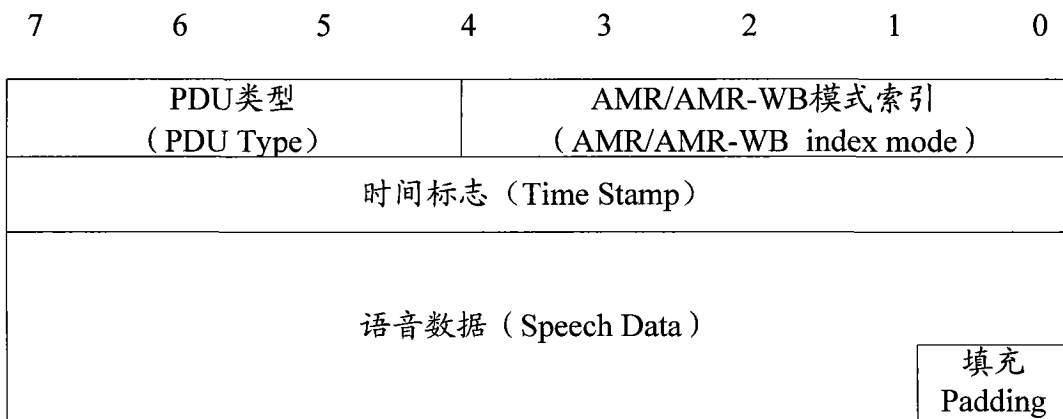 7 6 5 4 3 2 1 0
PDU类型 AMR/AMR-WB模式索引
（PDU Type） （AMR/AMR-WB index mode）
时间标志（Time Stamp）
语音数据（Speech Data）
填充
Padding